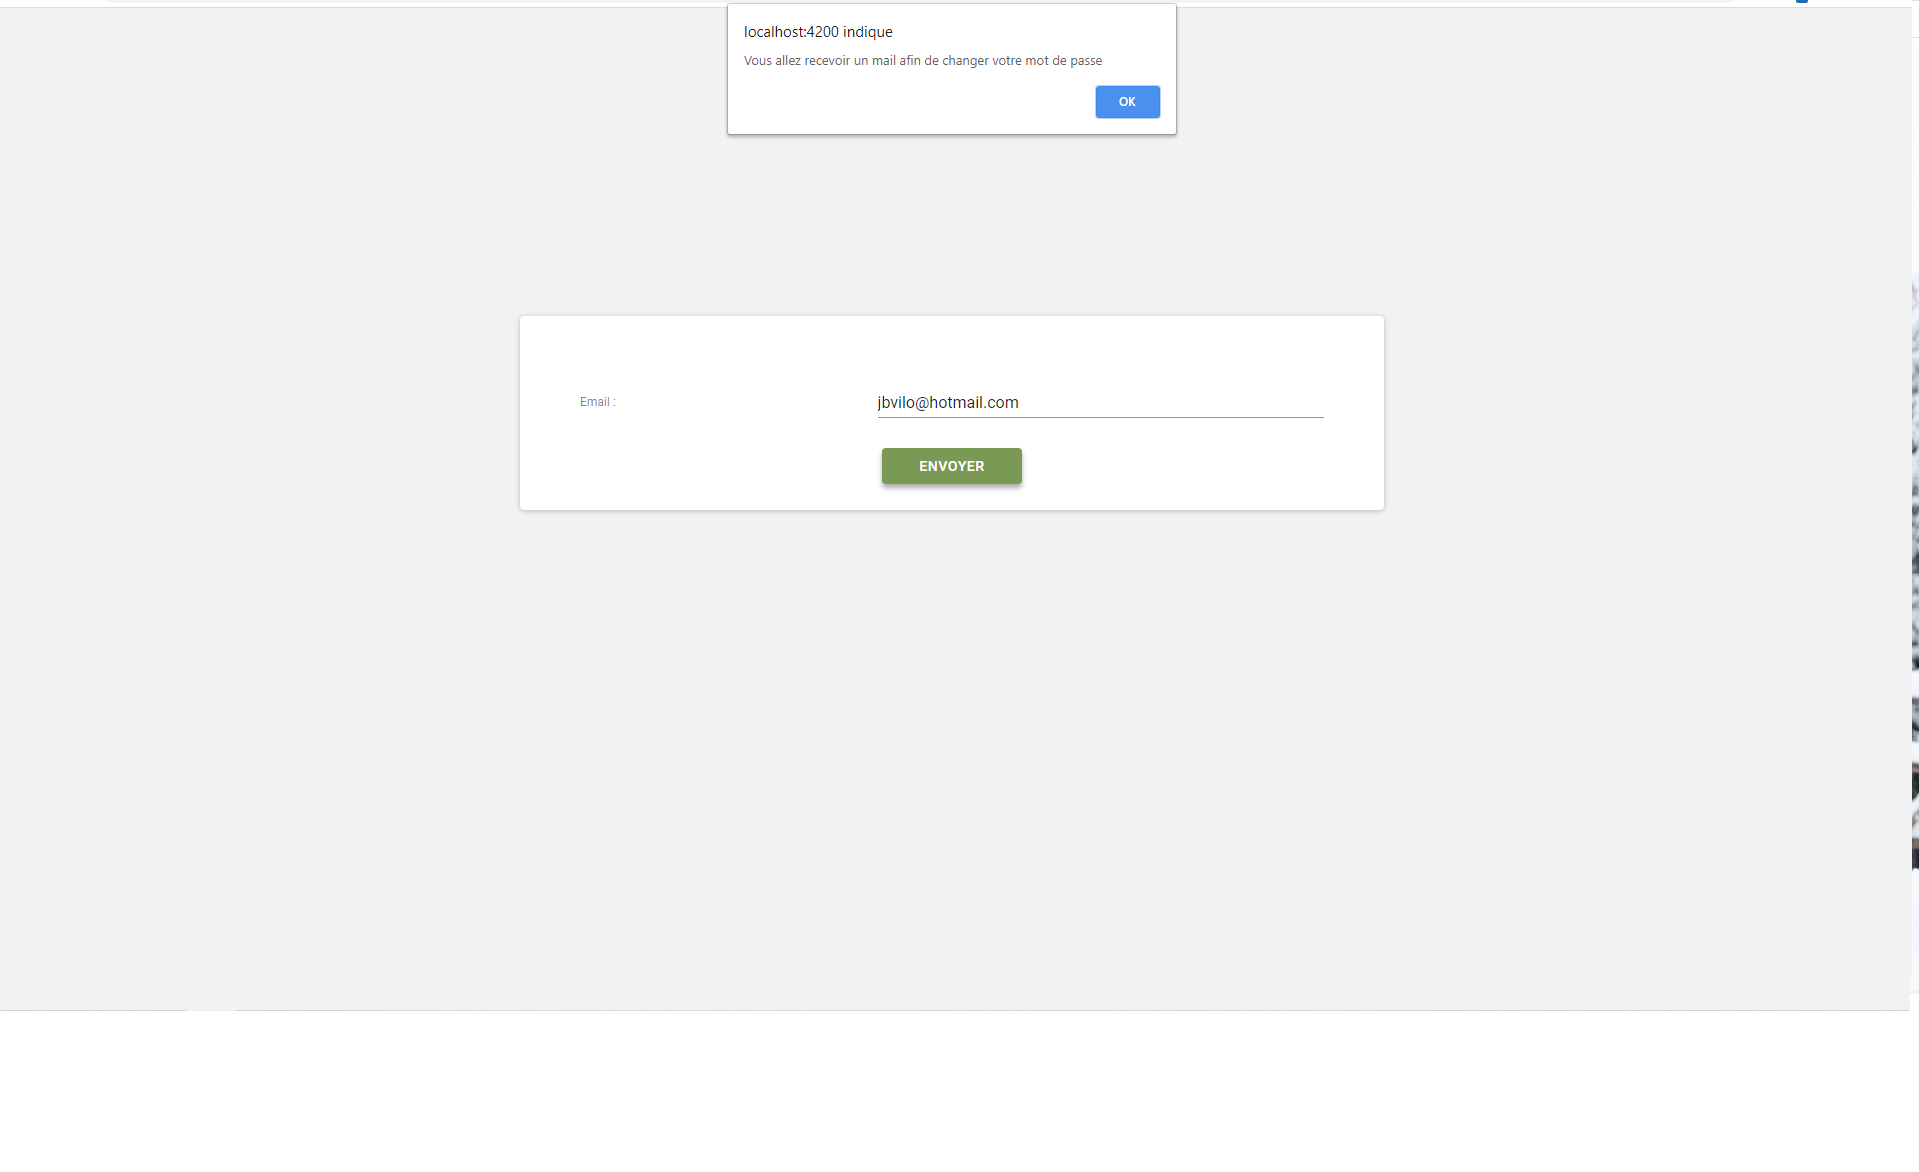 localhost:4200 indique
Vous allez recevoir un mail afin de changer votre mot de passe
OK
Email :
jbvilo@hotmail.com
ENVOYER